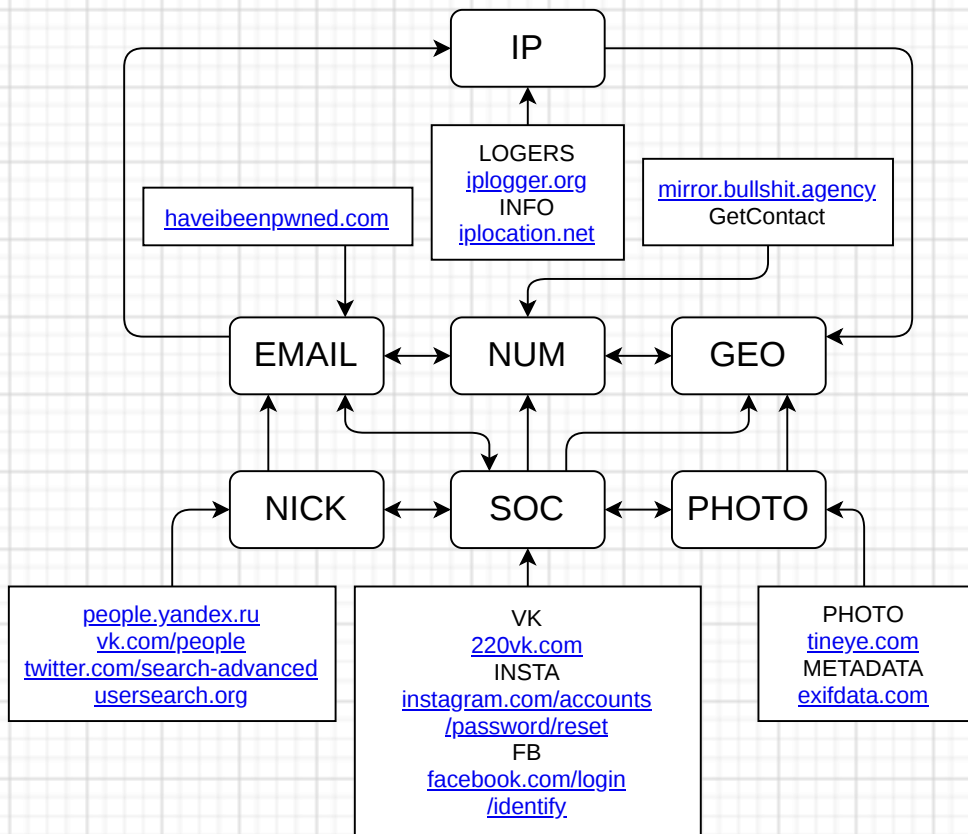 IP
LOGERS
iplogger.org
INFO
iplocation.net
mirror.bullshit.agency
GetContact
haveibeenpwned.com
EMAIL
NUM
GEO
NICK
SOC
PHOTO
people.yandex.ru
vk.com/people
twitter.com/search-advanced
usersearch.org
VK
220vk.com
INSTA
instagram.com/accounts
/password/reset
FB
facebook.com/login
/identify
PHOTO
tineye.com
METADATA
exifdata.com